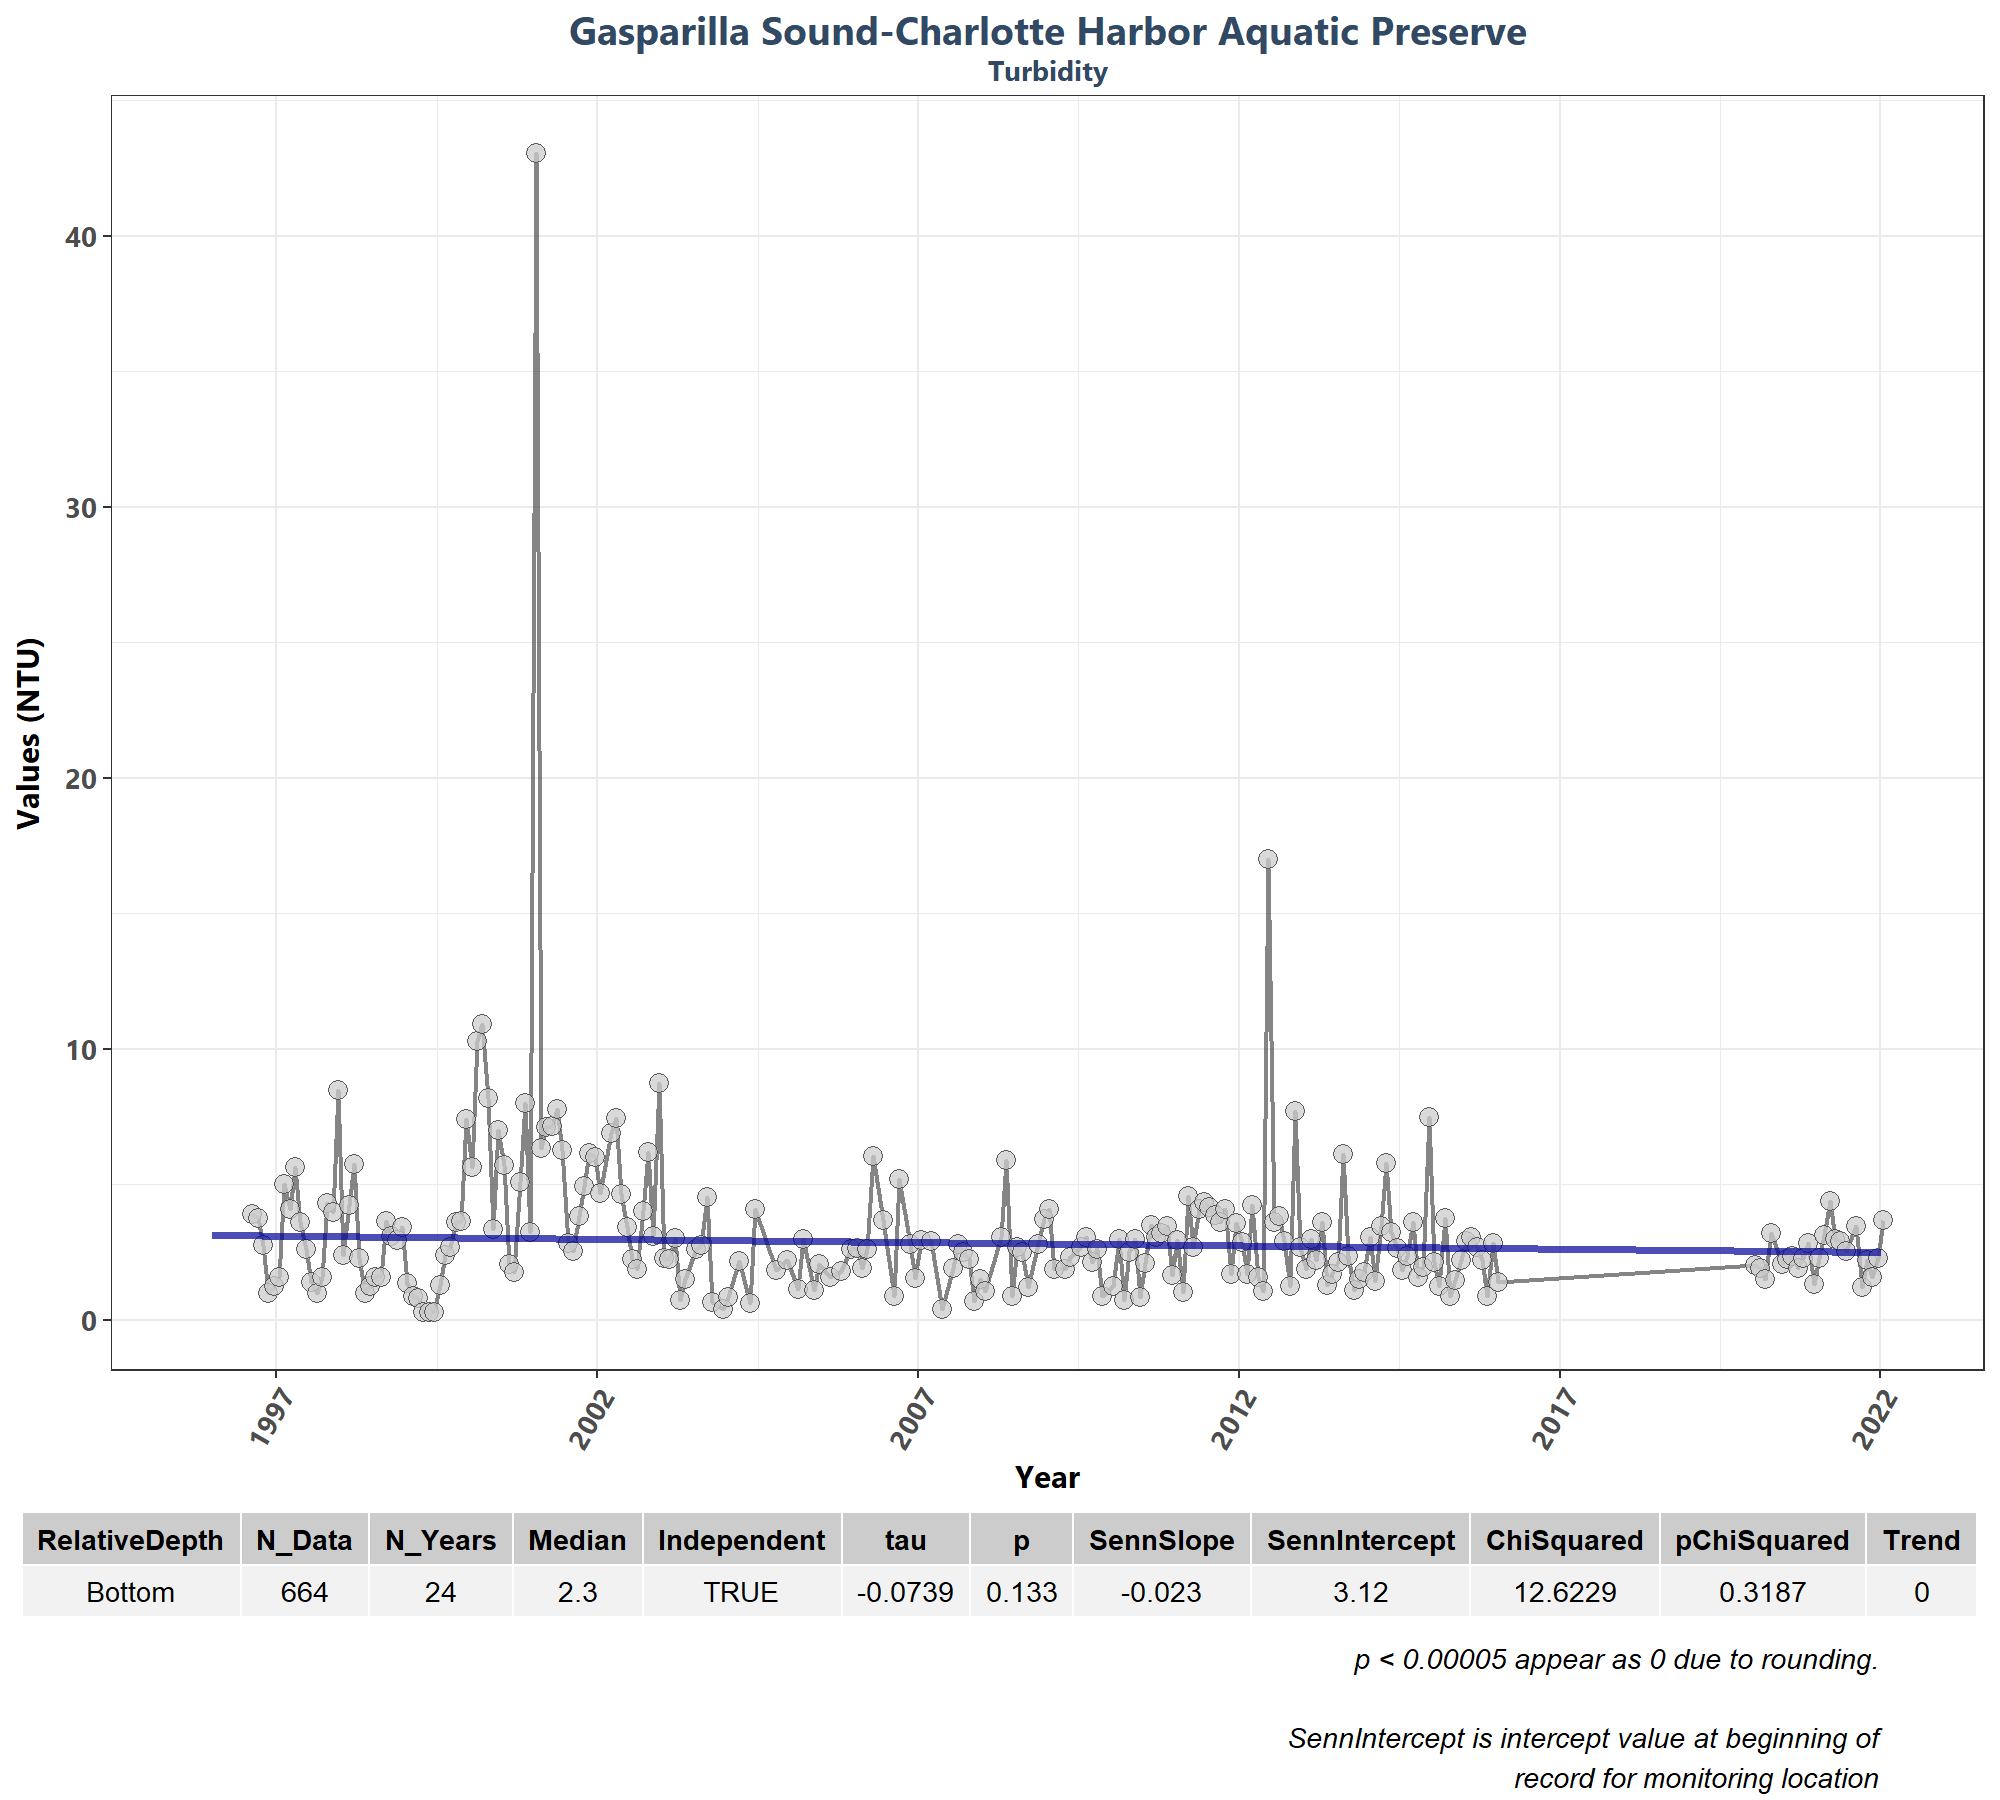 Gasparilla Sound-Charlotte Harbor Aquatic Preserve
Turbidity
Values (NTU)
40
30
20
10
0
1997 2002 2007 2012 2017 2022
Year
RelativeDepth N_Data N_Years Median Independent tau p SennSlope SennIntercept ChiSquared pChiSquared Trend
Bottom 664 24 2.3 TRUE -0.0739 0.133 -0.023 3.12 12.6229 0.3187 0
p < 0.00005 appear as 0 due to rounding.
SennIntercept is intercept value at beginning of
record for monitoring location